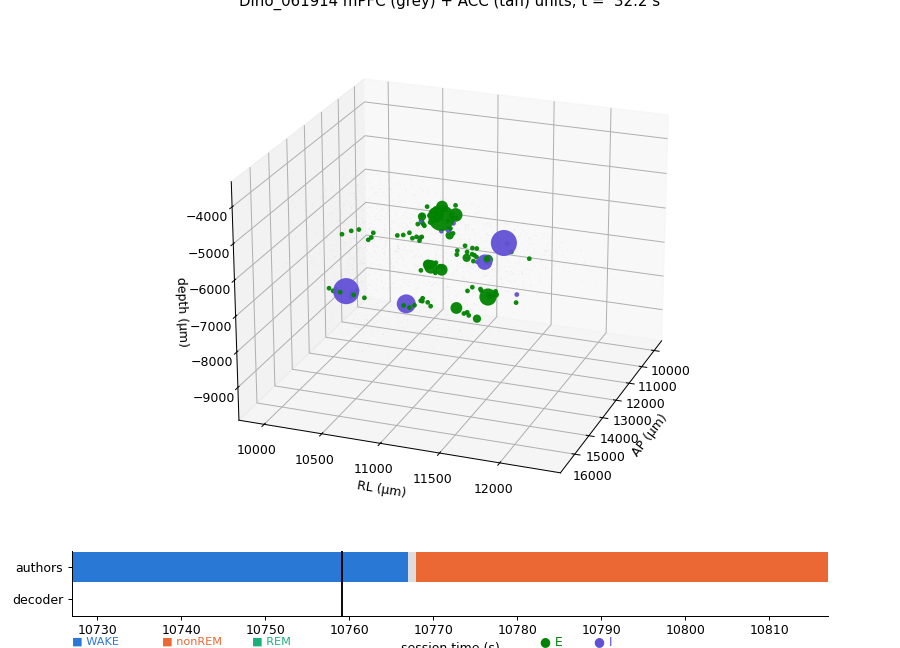 Dino_061914 mPFC (grey) + ACC (tan) units, t = 32.2 s
−4000
−5000
−6000
−7000
−8000
−9000
depth (µm)
10000
10500
11000
11500
12000
RL (µm)
10000
11000
12000
13000
14000
15000
16000
AP (µm)
authors
decoder
10730
10740
10750
10760
10770
10780
10790
10800
10810
session time (s)
WAKE
nonREM
REM
E
I